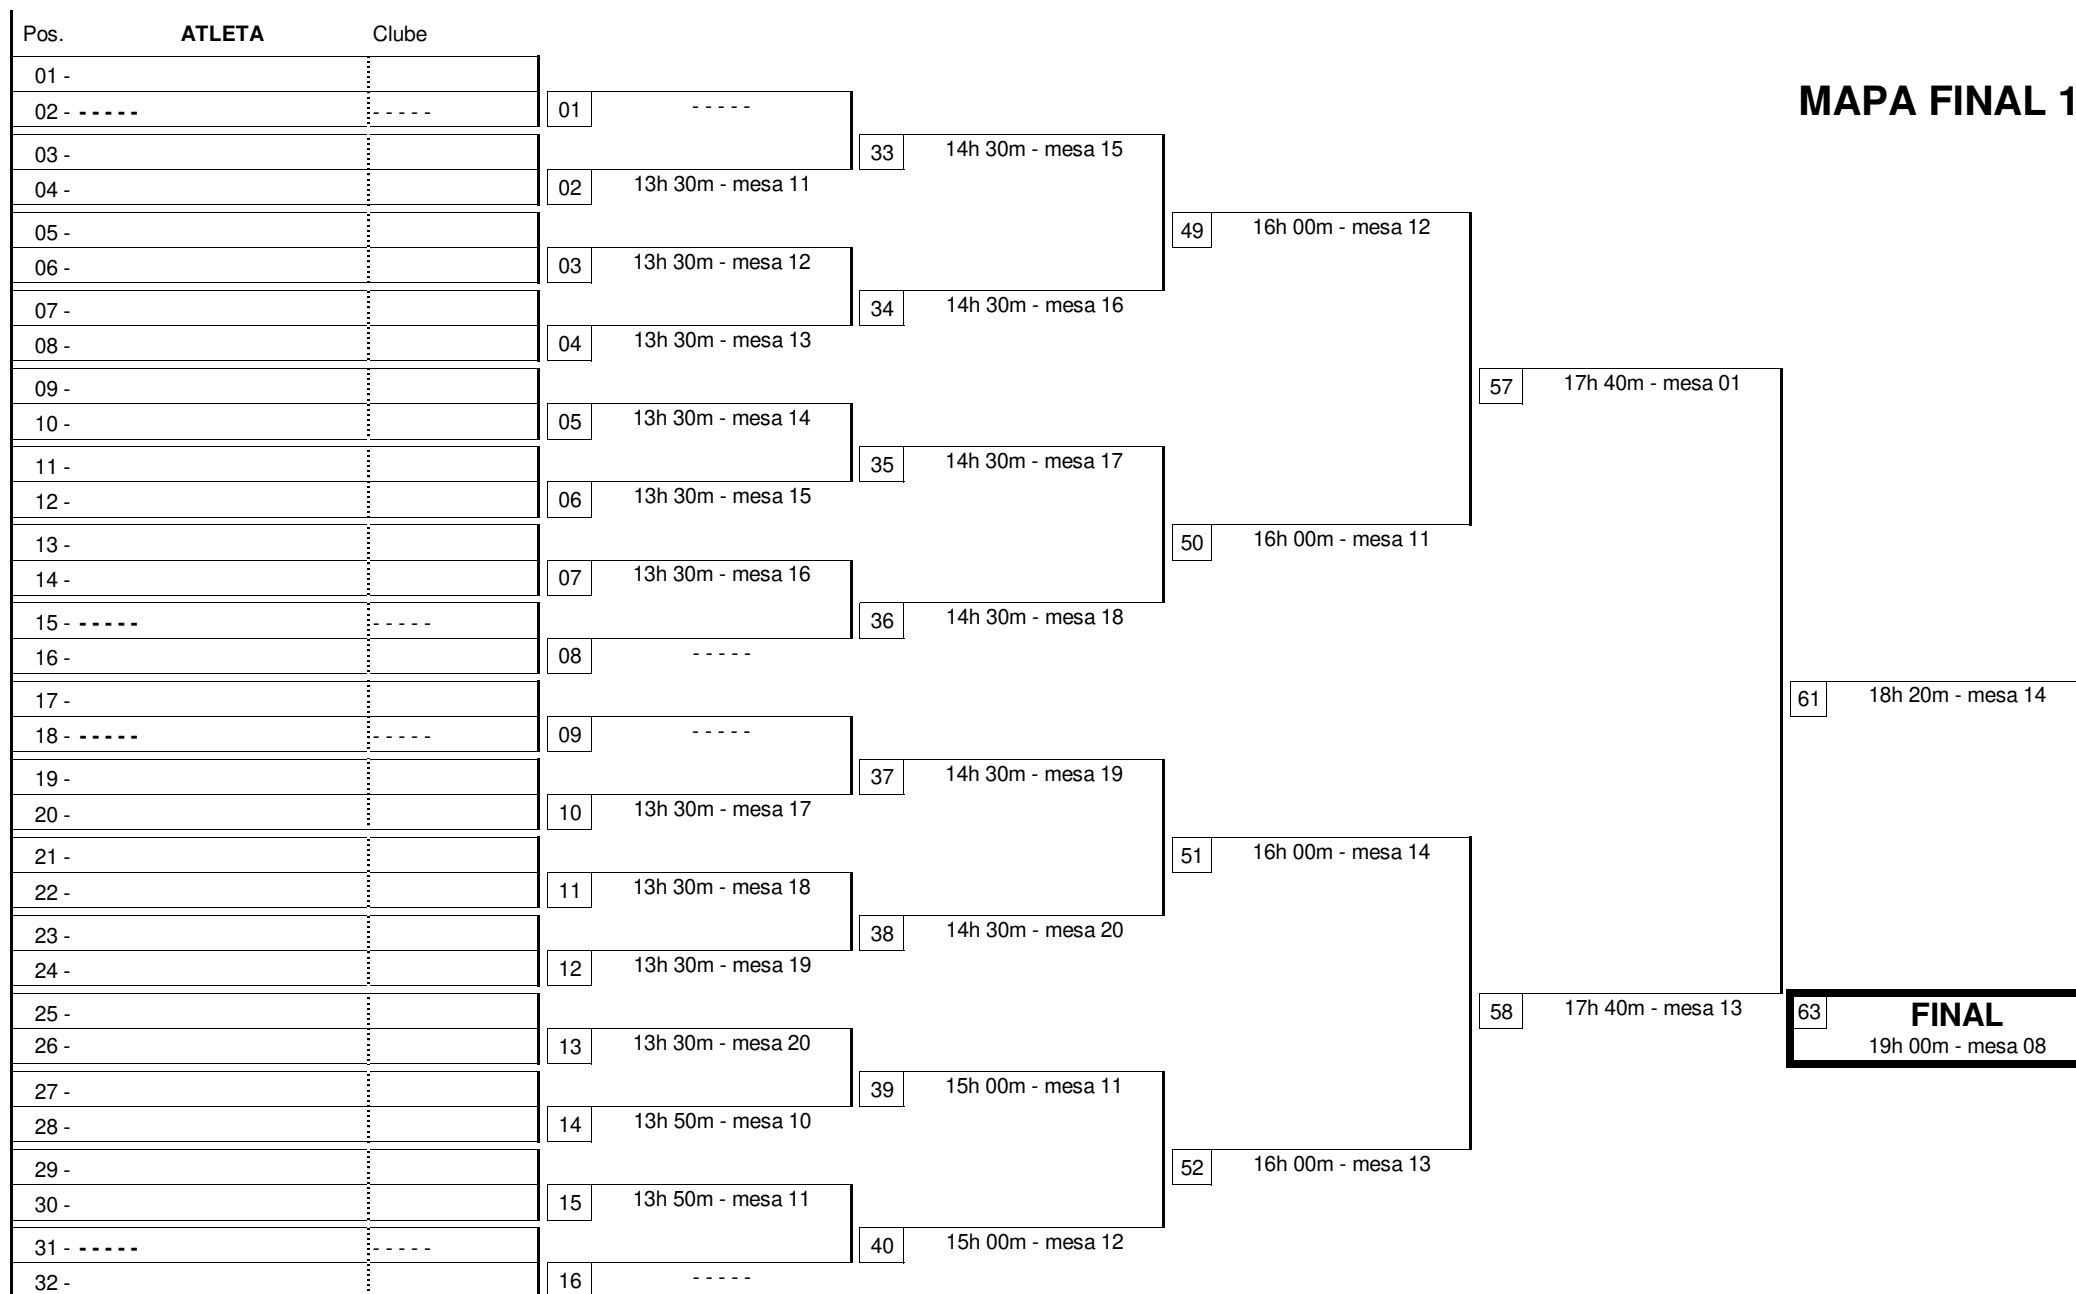 Pos. ATLETA Clube
01 -
MAPA FINAL 1
02 - - - - - - - - - - - 01 - - - - -
03 - 33 14h 30m - mesa 15
04 - 02 13h 30m - mesa 11
05 - 49 16h 00m - mesa 12
06 - 03 13h 30m - mesa 12
07 - 34 14h 30m - mesa 16
08 - 04 13h 30m - mesa 13
09 - 57 17h 40m - mesa 01
10 - 05 13h 30m - mesa 14
11 - 35 14h 30m - mesa 17
12 - 06 13h 30m - mesa 15
13 - 50 16h 00m - mesa 11
14 - 07 13h 30m - mesa 16
15 - - - - - - - - - - - 36 14h 30m - mesa 18
16 - 08 - - - - -
17 - 61 18h 20m - mesa 14
18 - - - - - - - - - - - 09 - - - - -
19 - 37 14h 30m - mesa 19
20 - 10 13h 30m - mesa 17
21 - 51 16h 00m - mesa 14
22 - 11 13h 30m - mesa 18
23 - 38 14h 30m - mesa 20
24 - 12 13h 30m - mesa 19
25 - 58 17h 40m - mesa 13 63 FINAL
26 - 13 13h 30m - mesa 20 19h 00m - mesa 08
27 - 39 15h 00m - mesa 11
28 - 14 13h 50m - mesa 10
29 - 52 16h 00m - mesa 13
30 - 15 13h 50m - mesa 11
31 - - - - - - - - - - - 40 15h 00m - mesa 12
32 - 16 - - - - -